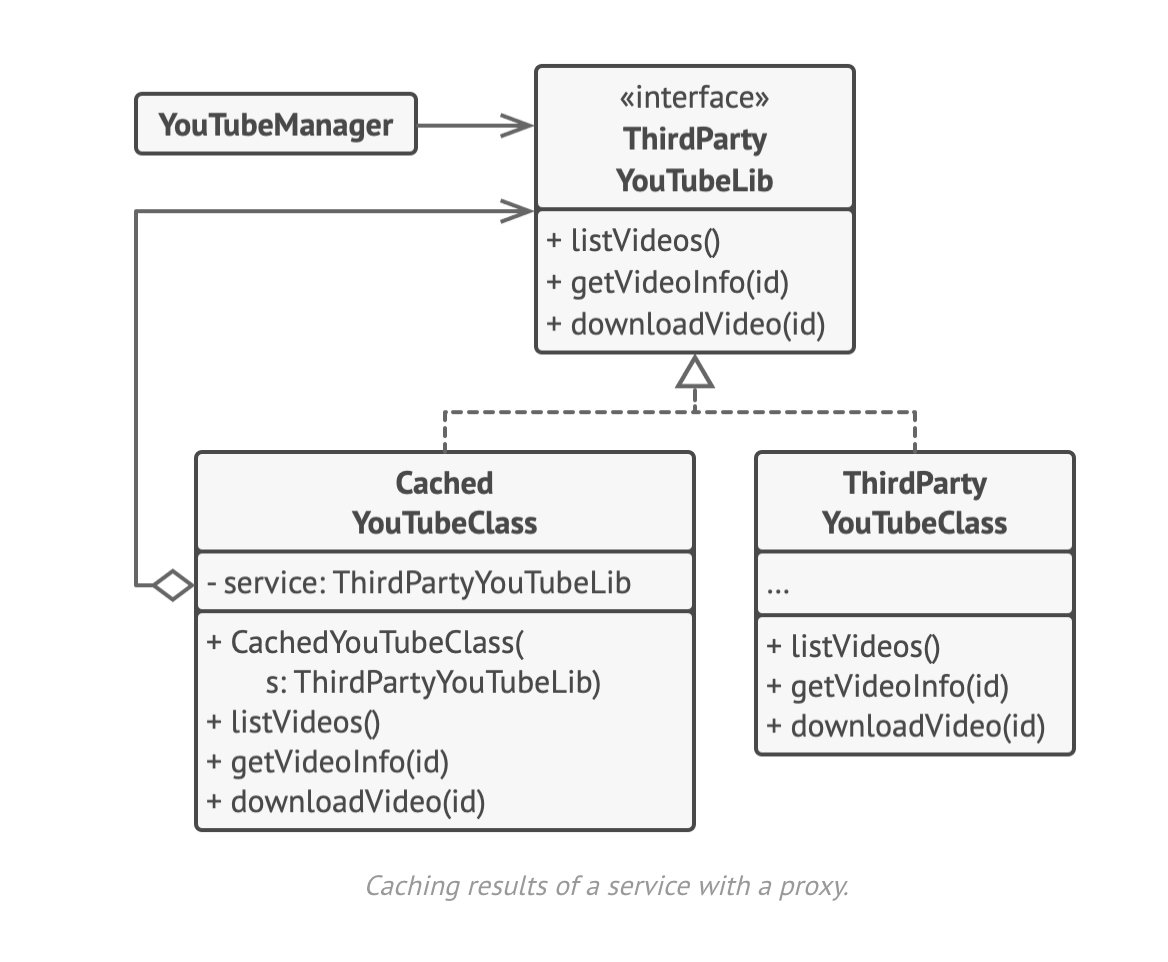 YouTubeManager
«interface»
ThirdParty
YouTubeLib
+ listVideos()
+ getVideoInfo(id)
+ downloadVideo(id)
Cached
YouTubeClass
- service: ThirdPartyYouTubeLib
+ CachedYouTubeClass(
s: ThirdPartyYouTubeLib)
+ listVideos()
+ getVideoInfo(id)
+ downloadVideo(id)
ThirdParty
YouTubeClass
...
+ listVideos()
+ getVideoInfo(id)
+ downloadVideo(id)
Caching results of a service with a proxy.